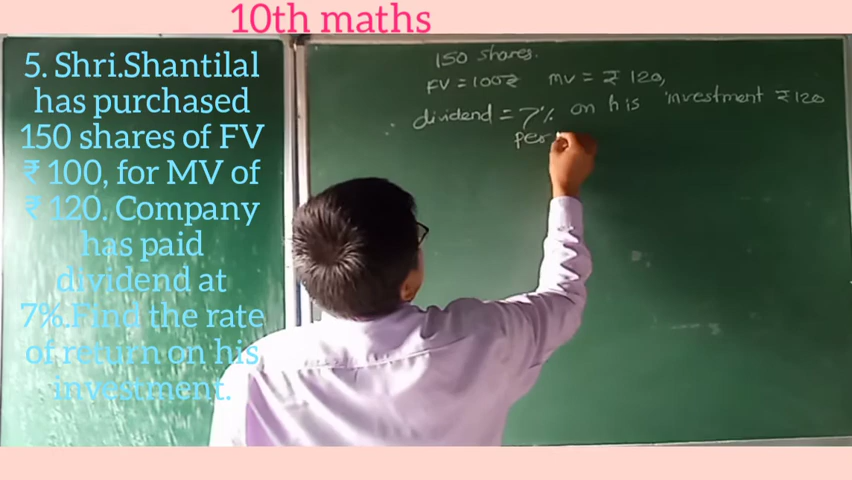 10th maths
5. Shri.Shantilal
has purchased
150 shares of FV
₹ 100, for MV of
₹ 120. Company
has paid
dividend at
7%.FInd the rate
of return on his
investment.
150 shares.
FV = 100₹ MV = ₹ 120,
dividend = 7% on his investment ₹120
per